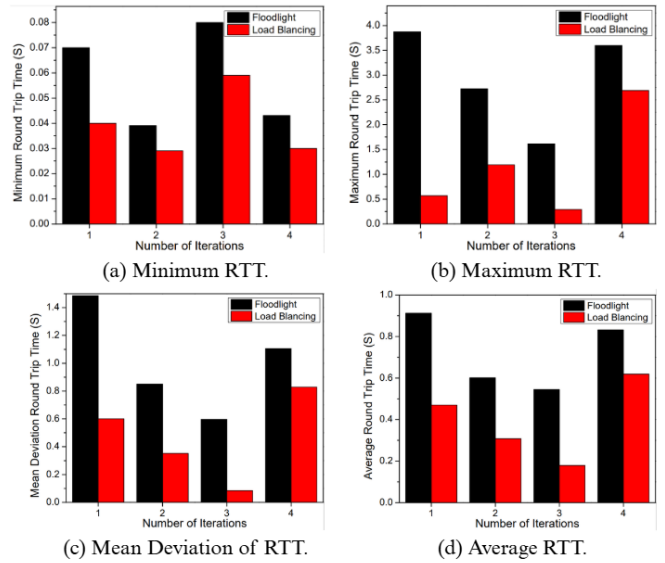 0.08
0.07
0.06
0.05
0.04
0.03
0.02
0.01
0.00
Minimum Round Trip Time (S)
Floodlight
Load Blancing
1 2 3 4
Number of Iterations
(a) Minimum RTT.
4.0
3.5
3.0
2.5
2.0
1.5
1.0
0.5
0.0
Maximum Round Trip Time (S)
Floodlight
Load Blancing
1 2 3 4
Number of Iterations
(b) Maximum RTT.
1.4
1.2
1.0
0.8
0.6
0.4
0.2
0.0
Mean Deviation Round Trip Time (S)
Floodlight
Load Blancing
1 2 3 4
Number of Iterations
(c) Mean Deviation of RTT.
1.0
0.8
0.6
0.4
0.2
0.0
Average Round Trip Time (S)
Floodlight
Load Blancing
1 2 3 4
Number of Iterations
(d) Average RTT.